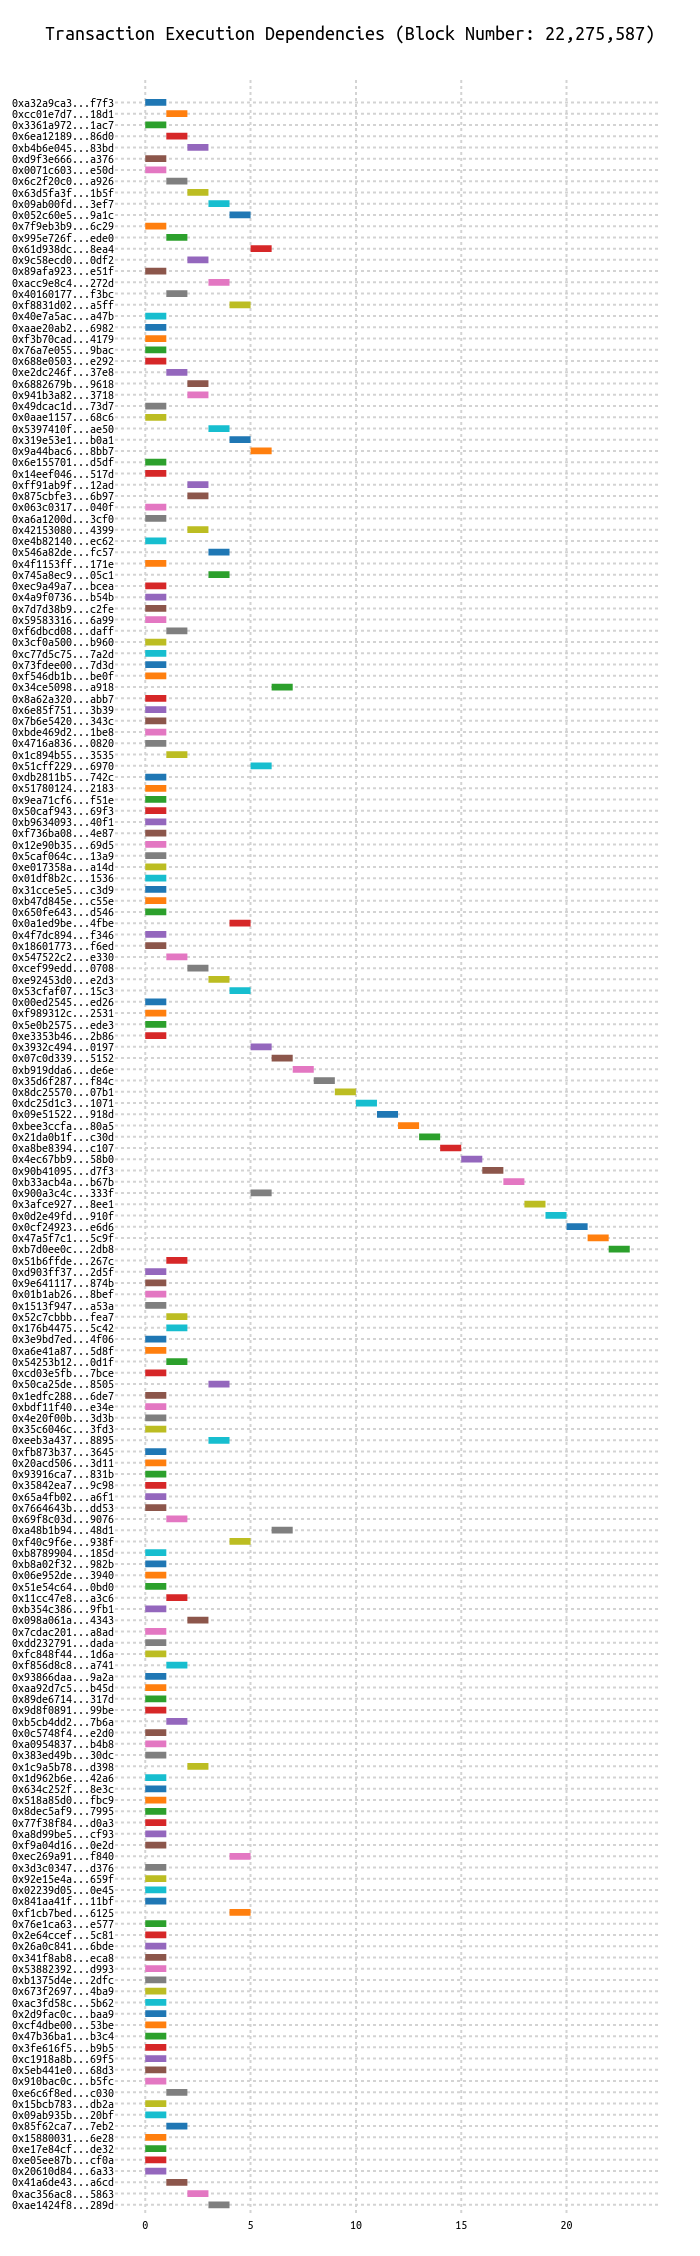 Transaction Execution Dependencies (Block Number: 22,275,587)
0xa32a9ca3...f7f3
0xcc01e7d7...18d1
0x3361a972...1ac7
0x6ea12189...86d0
0xb4b6e045...83bd
0xd9f3e666...a376
0x0071c603...e50d
0x6c2f20c0...a926
0x63d5fa3f...1b5f
0x09ab00fd...3ef7
0x052c60e5...9a1c
0x7f9eb3b9...6c29
0x995e726f...ede0
0x61d938dc...8ea4
0x9c58ecd0...0df2
0x89afa923...e51f
0xacc9e8c4...272d
0x40160177...f3bc
0xf8831d02...a5ff
0x40e7a5ac...a47b
0xaae20ab2...6982
0xf3b70cad...4179
0x76a7e055...9bac
0x688e0503...e292
0xe2dc246f...37e8
0x6882679b...9618
0x941b3a82...3718
0x49dcac1d...73d7
0x0aae1157...68c6
0x5397410f...ae50
0x319e53e1...b0a1
0x9a44bac6...8bb7
0x6e155701...d5df
0x14eef046...517d
0xff91ab9f...12ad
0x875cbfe3...6b97
0x063c0317...040f
0xa6a1200d...3cf0
0x42153080...4399
0xe4b82140...ec62
0x546a82de...fc57
0x4f1153ff...171e
0x745a8ec9...05c1
0xec9a49a7...bcea
0x4a9f0736...b54b
0x7d7d38b9...c2fe
0x59583316...6a99
0xf6dbcd08...daff
0x3cf0a500...b960
0xc77d5c75...7a2d
0x73fdee00...7d3d
0xf546db1b...be0f
0x34ce5098...a918
0x8a62a320...abb7
0x6e85f751...3b39
0x7b6e5420...343c
0xbde469d2...1be8
0x4716a836...0820
0x1c894b55...3535
0x51cff229...6970
0xdb2811b5...742c
0x51780124...2183
0x9ea71cf6...f51e
0x50caf943...69f3
0xb9634093...40f1
0xf736ba08...4e87
0x12e90b35...69d5
0x5caf064c...13a9
0xe017358a...a14d
0x01df8b2c...1536
0x31cce5e5...c3d9
0xb47d845e...c55e
0x650fe643...d546
0x0a1ed9be...4fbe
0x4f7dc894...f346
0x18601773...f6ed
0x547522c2...e330
0xcef99edd...0708
0xe92453d0...e2d3
0x53cfaf07...15c3
0x00ed2545...ed26
0xf989312c...2531
0x5e0b2575...ede3
0xe3353b46...2b86
0x3932c494...0197
0x07c0d339...5152
0xb919dda6...de6e
0x35d6f287...f84c
0x8dc25570...07b1
0xdc25d1c3...1071
0x09e51522...918d
0xbee3ccfa...80a5
0x21da0b1f...c30d
0xa8be8394...c107
0x4ec67bb9...58b0
0x90b41095...d7f3
0xb33acb4a...b67b
0x900a3c4c...333f
0x3afce927...8ee1
0x0d2e49fd...910f
0x0cf24923...e6d6
0x47a5f7c1...5c9f
0xb7d0ee0c...2db8
0x51b6ffde...267c
0xd903ff37...2d5f
0x9e641117...874b
0x01b1ab26...8bef
0x1513f947...a53a
0x52c7cbbb...fea7
0x176b4475...5c42
0x3e9bd7ed...4f06
0xa6e41a87...5d8f
0x54253b12...0d1f
0xcd03e5fb...7bce
0x50ca25de...8505
0x1edfc288...6de7
0xbdf11f40...e34e
0x4e20f00b...3d3b
0x35c6046c...3fd3
0xeeb3a437...8895
0xfb873b37...3645
0x20acd506...3d11
0x93916ca7...831b
0x35842ea7...9c98
0x65a4fb02...a6f1
0x7664643b...dd53
0x69f8c03d...9076
0xa48b1b94...48d1
0xf40c9f6e...938f
0xb8789904...185d
0xb8a02f32...982b
0x06e952de...3940
0x51e54c64...0bd0
0x11cc47e8...a3c6
0xb354c386...9fb1
0x098a061a...4343
0x7cdac201...a8ad
0xdd232791...dada
0xfc848f44...1d6a
0xf856d8c8...a741
0x93866daa...9a2a
0xaa92d7c5...b45d
0x89de6714...317d
0x9d8f0891...99be
0xb5cb4dd2...7b6a
0x0c5748f4...e2d0
0xa0954837...b4b8
0x383ed49b...30dc
0x1c9a5b78...d398
0x1d962b6e...42a6
0x634c252f...8e3c
0x518a85d0...fbc9
0x8dec5af9...7995
0x77f38f84...d0a3
0xa8d99be5...cf93
0xf9a04d16...0e2d
0xec269a91...f840
0x3d3c0347...d376
0x92e15e4a...659f
0x02239d05...0e45
0x841aa41f...11bf
0xf1cb7bed...6125
0x76e1ca63...e577
0x2e64ccef...5c81
0x26a0c841...6bde
0x341f8ab8...eca8
0x53882392...d993
0xb1375d4e...2dfc
0x673f2697...4ba9
0xac3fd58c...5b62
0x2d9fac0c...baa9
0xcf4dbe00...53be
0x47b36ba1...b3c4
0x3fe616f5...b9b5
0xc1918a8b...69f5
0x5eb441e0...68d3
0x910bac0c...b5fc
0xe6c6f8ed...c030
0x15bcb783...db2a
0x09ab935b...20bf
0x85f62ca7...7eb2
0x15880031...6e28
0xe17e84cf...de32
0xe05ee87b...cf0a
0x20610d84...6a33
0x41a6de43...a6cd
0xac356ac8...5863
0xae1424f8...289d
0 5 10 15 20